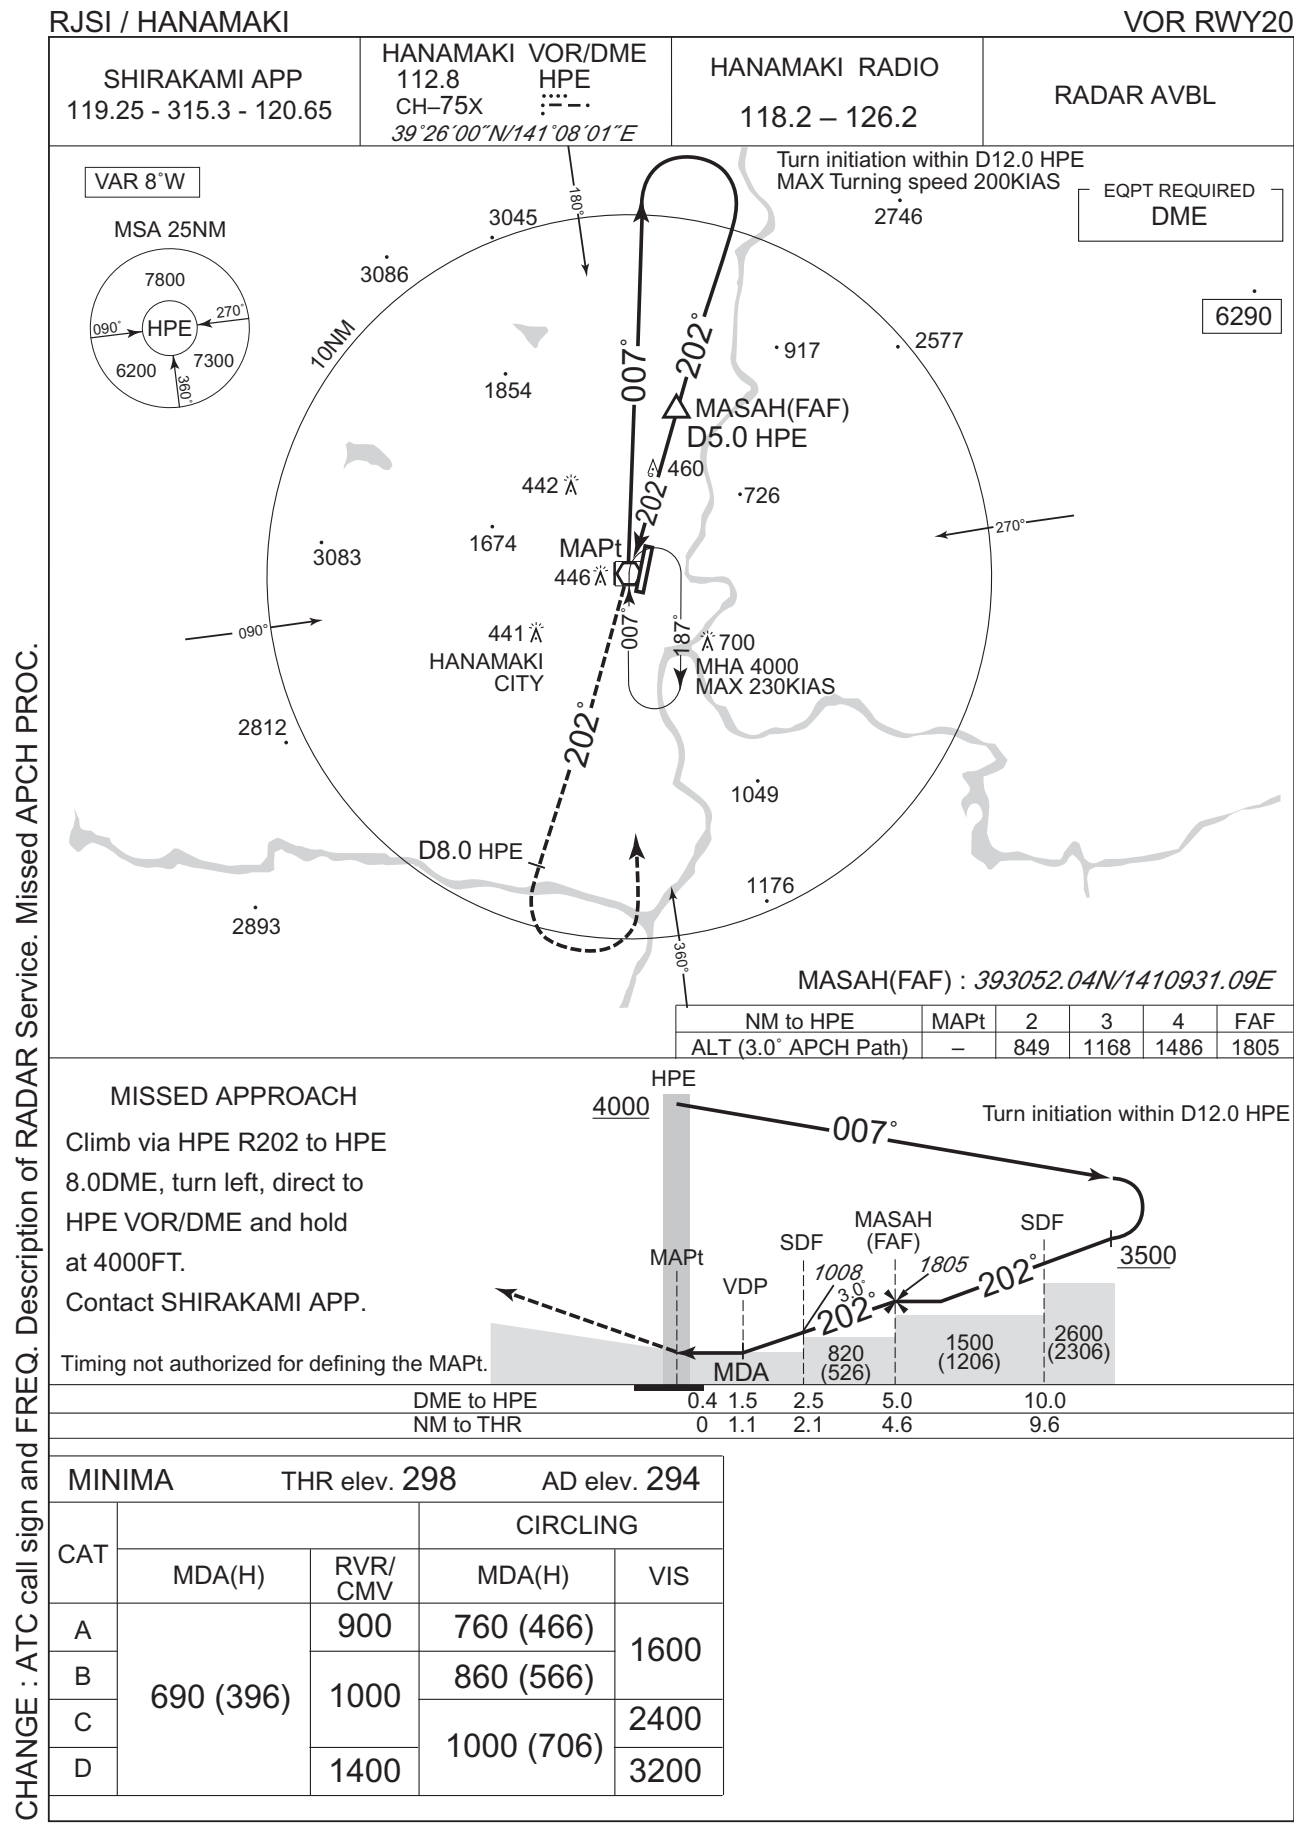 RJSI / HANAMAKI
VOR RWY20
SHIRAKAMI APP
119.25 - 315.3 - 120.65
HANAMAKI VOR/DME
112.8 HPE
CH–75X
39°26′00″N/141°08′01″E
HANAMAKI RADIO
118.2 – 126.2
RADAR AVBL
VAR 8°W
MSA 25NM
7800
090°
HPE
270°
6200
7300
360°
Turn initiation within D12.0 HPE
MAX Turning speed 200KIAS
2746
EQPT REQUIRED
DME
6290
180°
3045
3086
10NM
007°
202°
917
2577
1854
MASAH(FAF)
D5.0 HPE
460
442
202°
726
270°
3083
1674
MAPt
446
090°
441
007°
187°
700
HANAMAKI
CITY
MHA 4000
MAX 230KIAS
2812
202°
1049
D8.0 HPE
1176
2893
360°
MASAH(FAF) : 393052.04N/1410931.09E
NM to HPE MAPt 2 3 4 FAF
ALT (3.0° APCH Path) – 849 1168 1486 1805
MISSED APPROACH
Climb via HPE R202 to HPE
8.0DME, turn left, direct to
HPE VOR/DME and hold
at 4000FT.
Contact SHIRAKAMI APP.
Timing not authorized for defining the MAPt.
HPE
4000
007°
Turn initiation within D12.0 HPE
MASAH
(FAF)
SDF
SDF
MAPt
VDP
1008
3.0°
1805
202°
202°
3500
MDA
820
(526)
1500
(1206)
2600
(2306)
DME to HPE 0.4 1.5 2.5 5.0 10.0
NM to THR 0 1.1 2.1 4.6 9.6
MINIMA THR elev. 298 AD elev. 294
CAT
CIRCLING
MDA(H)
RVR/
CMV
MDA(H)
VIS
A 900 760 (466)
1600
B 860 (566)
690 (396) 1000
C 2400
1000 (706)
D 1400 3200
CHANGE : ATC call sign and FREQ. Description of RADAR Service. Missed APCH PROC.